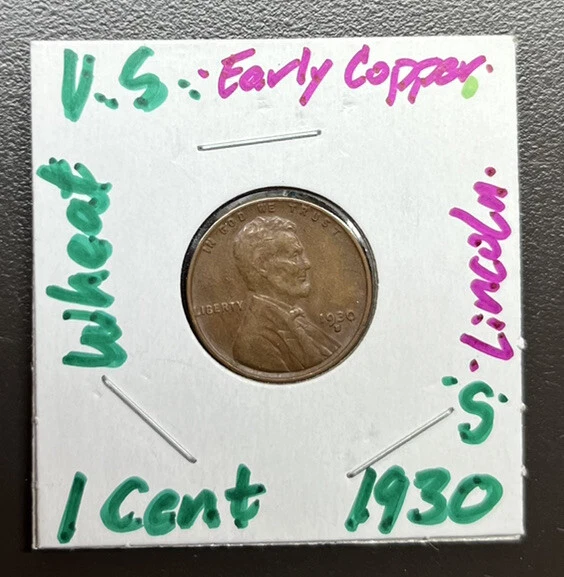 U.S. Early Copper
Wheat
Lincoln
S
1 Cent 1930
IN GOD WE TRUST
LIBERTY
1930
S